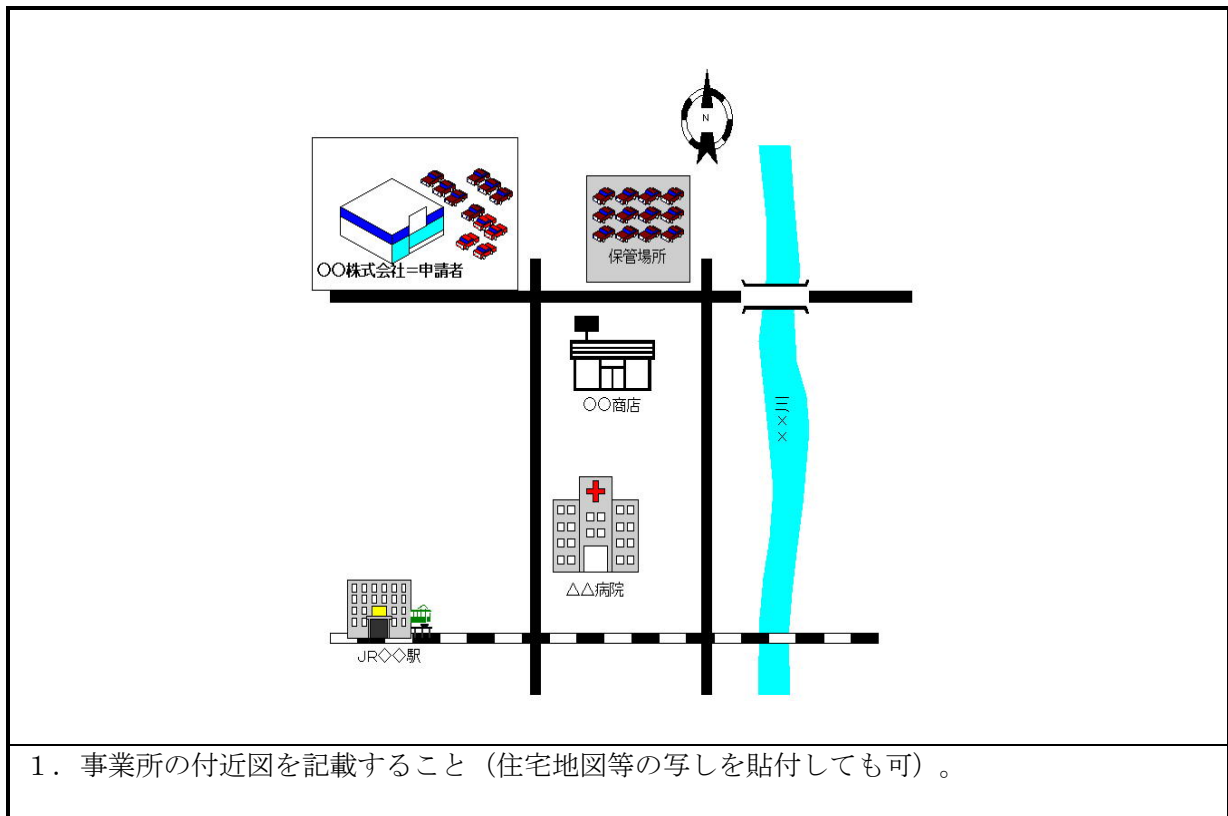 N
〇〇株式会社=申請者
保管場所
〇〇商店
三××
△△病院
JR◇◇駅
1．事業所の付近図を記載すること（住宅地図等の写しを貼付しても可）。